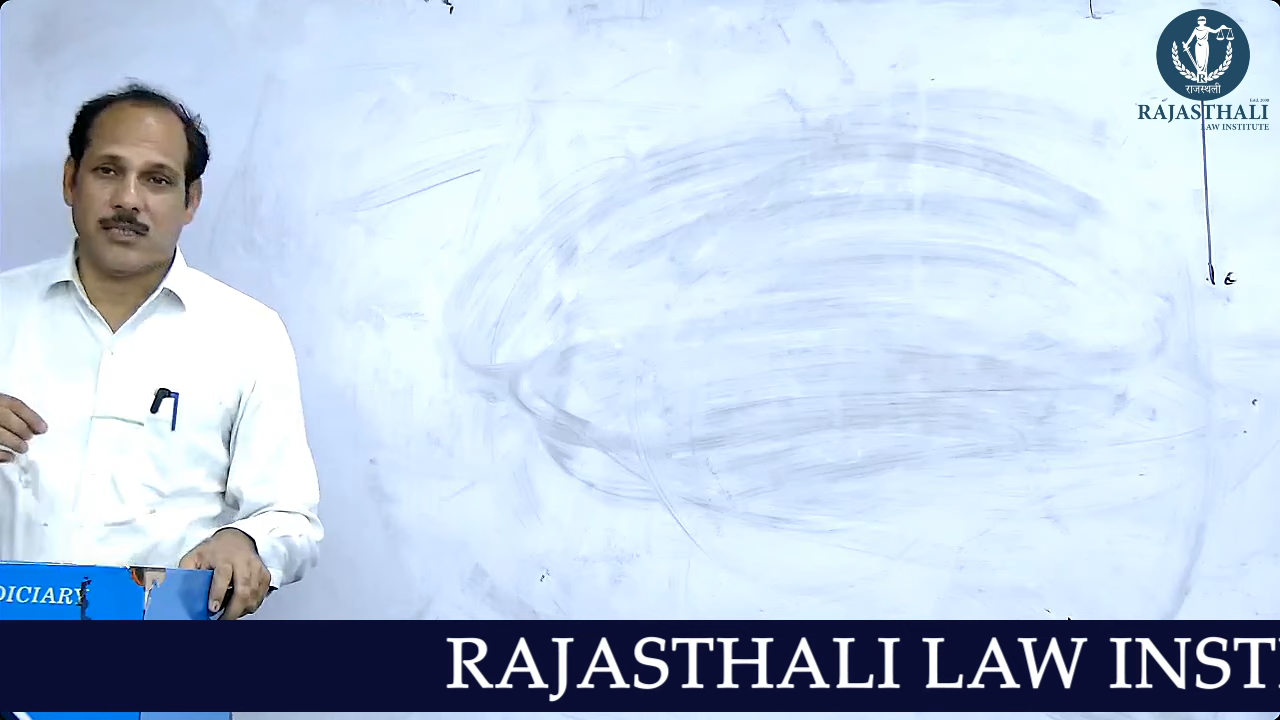 राजस्थली
RAJASTHALI
LAW INSTITUTE
DICIARY
RAJASTHALI LAW INST